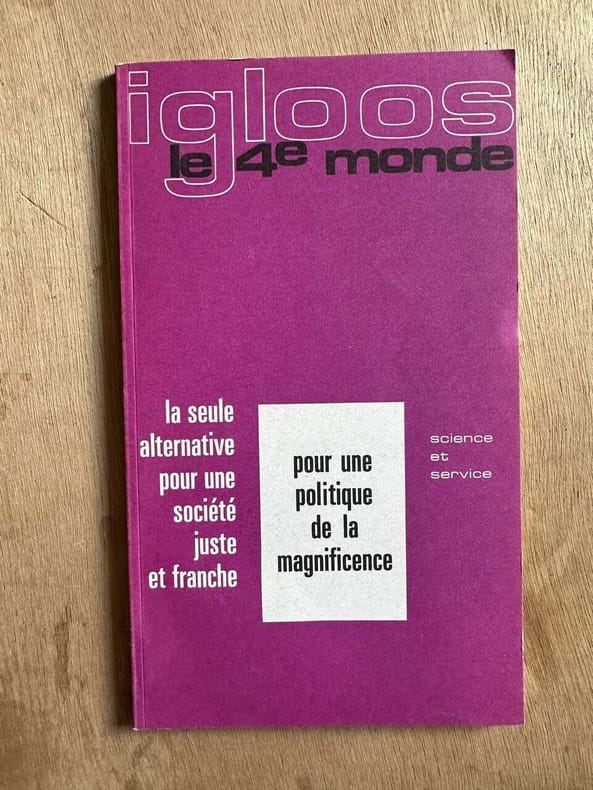 igloos
le 4e monde
la seule
alternative
pour une
société
juste
et franche
pour une
politique
de la
magnificence
science
et
service